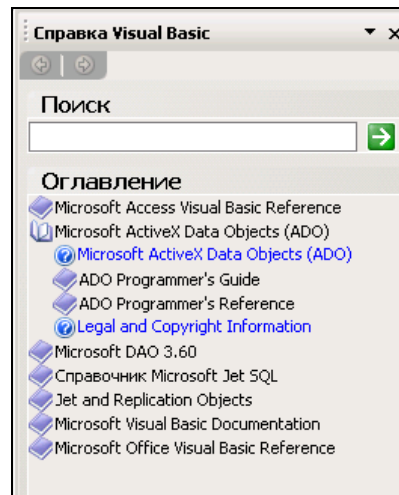 Справка Visual Basic
Поиск
Оглавление
Microsoft Access Visual Basic Reference
Microsoft ActiveX Data Objects (ADO)
Microsoft ActiveX Data Objects (ADO)
ADO Programmer's Guide
ADO Programmer's Reference
Legal and Copyright Information
Microsoft DAO 3.60
Справочник Microsoft Jet SQL
Jet and Replication Objects
Microsoft Visual Basic Documentation
Microsoft Office Visual Basic Reference